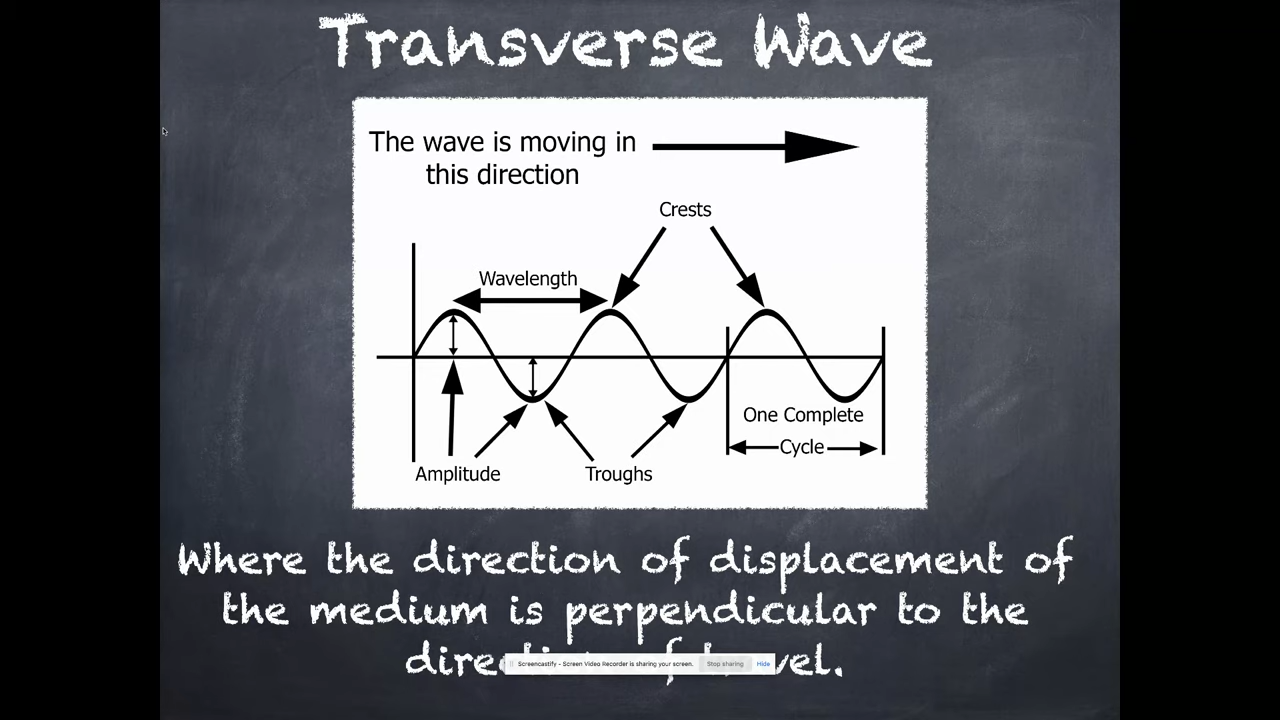 Transverse Wave
The wave is moving in
this direction
Crests
Wavelength
One Complete
Cycle
Amplitude
Troughs
Where the direction of displacement of
the medium is perpendicular to the
Screencastify - Screen Video Recorder is sharing your screen. Stop sharing Hide